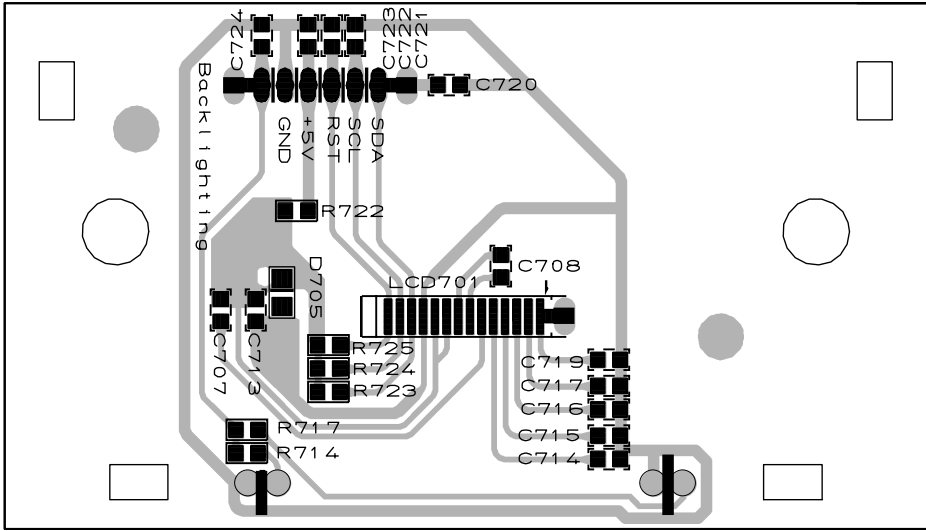 C724
C723
C722
C721
C720
Backlighting
GND
+5V
RST
SCL
SDA
R722
D705
LCD701
C708
C707
C713
R725
R724
R723
C719
C717
C716
C715
C714
R717
R714